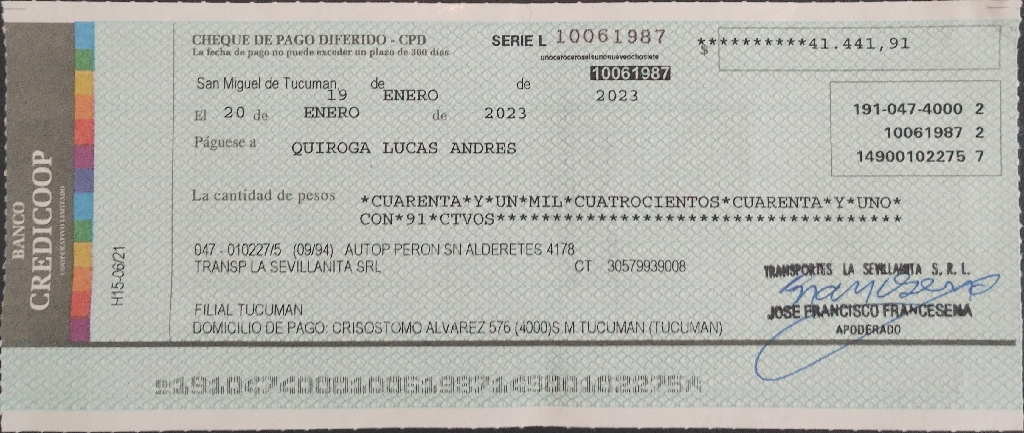 BANCO
CREDICOOP
COOPERATIVO LIMITADO
H15-06/21
CHEQUE DE PAGO DIFERIDO - CPD
La fecha de pago no puede exceder un plazo de 360 días
SERIE L 10061987
unoceroceroseisunonueveochosiete
10061987
$**********41.441,91
San Miguel de Tucuman, 19 de ENERO de 2023
El 20 de ENERO de 2023
191-047-4000 2
10061987 2
14900102275 7
Páguese a QUIROGA LUCAS ANDRES
La cantidad de pesos *CUARENTA*Y*UN*MIL*CUATROCIENTOS*CUARENTA*Y*UNO*
CON*91*CTVOS************************************
047 - 010227/5 (09/94) AUTOP PERON SN ALDERETES 4178
TRANSP LA SEVILLANITA SRL CT 30579939008
FILIAL TUCUMAN
DOMICILIO DE PAGO: CRISOSTOMO ALVAREZ 576 (4000)S.M.TUCUMAN (TUCUMAN)
TRANSPORTES LA SEVILLANITA S. R. L.
JOSE FRANCISCO FRANCESENA
APODERADO